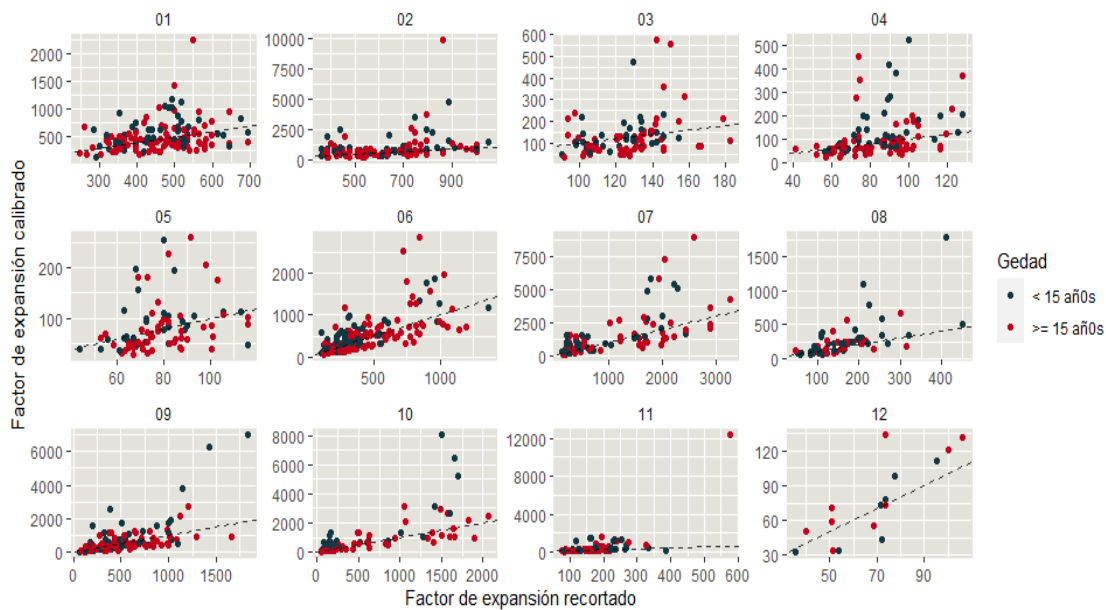 01 02 03 04
2000 1500 1000 500
300 400 500 600 700
10000 7500 5000 2500 0
500 700 900
600 500 400 300 200 100 0
100 120 140 160 180
500 400 300 200 100 0
40 60 80 100 120
05 06 07 08
200 100
60 80 100
2000 1000 0
500 1000
7500 5000 2500 0
1000 2000 3000
1500 1000 500 250 0
100 200 300 400
09 10 11 12
6000 4000 2000 1000 0
0 500 1000 1500
8000 6000 4000 2000 1000 0
0 500 1000 1500 2000
12000 8000 4000 2000 0
100 200 300 400 500 600
120 90 60 30
50 70 90
Factor de expansión calibrado
Factor de expansión recortado
Gedad
< 15 añ0s
>= 15 añ0s